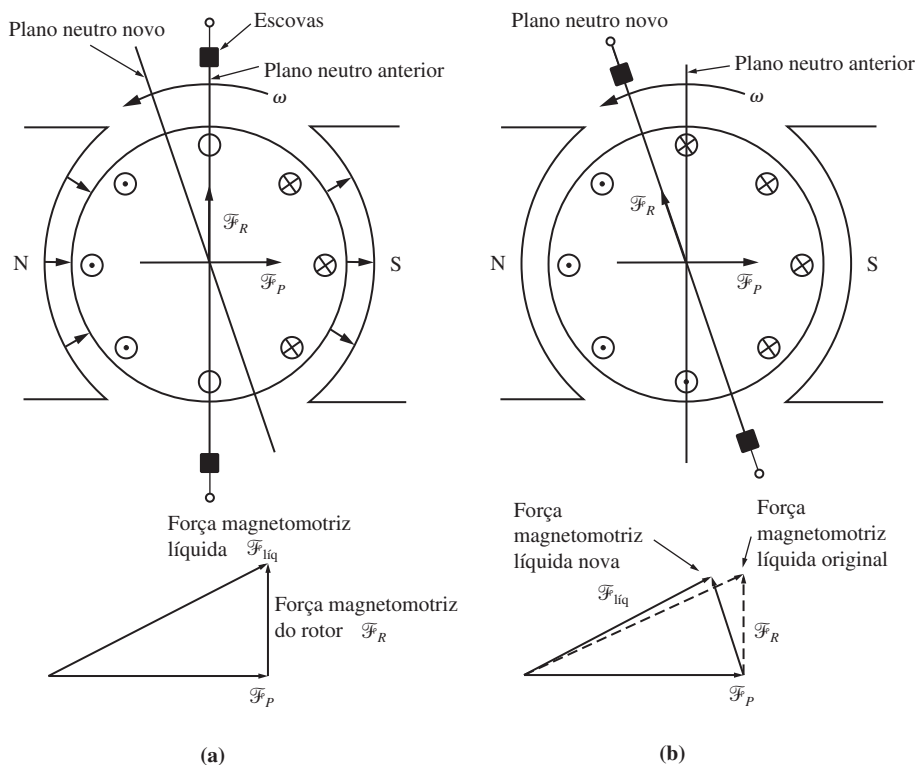 Plano neutro novo
Escovas
Plano neutro anterior
ω
N
S
ℱR
ℱP
Força magnetomotriz
líquida ℱlíq
Força magnetomotriz
do rotor ℱR
ℱP
(a)
Plano neutro novo
Plano neutro anterior
ω
N
S
ℱR
ℱP
Força
magnetomotriz
líquida nova
ℱlíq
Força
magnetomotriz
líquida original
ℱR
ℱP
(b)